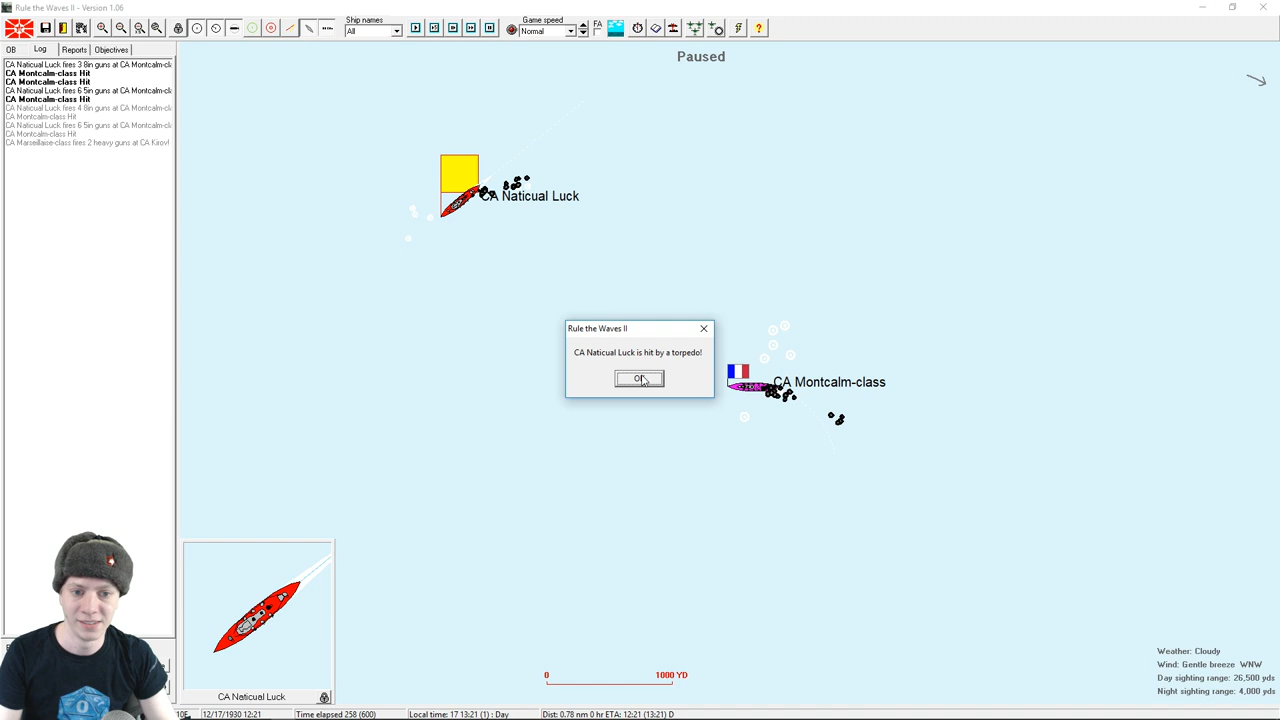 Rule the Waves II - Version 1.06
Ship names
All
Game speed
Normal
FA
OB
Log
Reports
Objectives
CA Naticual Luck fires 3 8in guns at CA Montcalm-cl
CA Montcalm-class Hit
CA Montcalm-class Hit
CA Naticual Luck fires 6 5in guns at CA Montcalm-cl
CA Montcalm-class Hit
CA Naticual Luck fires 4 8in guns at CA Montcalm-cl
CA Montcalm-class Hit
CA Naticual Luck fires 6 5in guns at CA Montcalm-cl
CA Montcalm-class Hit
CA Marseillaise-class fires 2 heavy guns at CA Kirov!
Paused
CA Naticual Luck
Rule the Waves II
CA Naticual Luck is hit by a torpedo!
CA Montcalm-class
0 1000 YD
Weather: Cloudy
Wind: Gentle breeze WNW
Day sighting range: 26,500 yds
Night sighting range: 4,000 yds
CA Naticual Luck
12/17/1930 12:21
Time elapsed 258 (600)
Local time: 17 13:21 (1) : Day
Dist: 0.78 nm 0 hr ETA: 12:21 (13:21) D